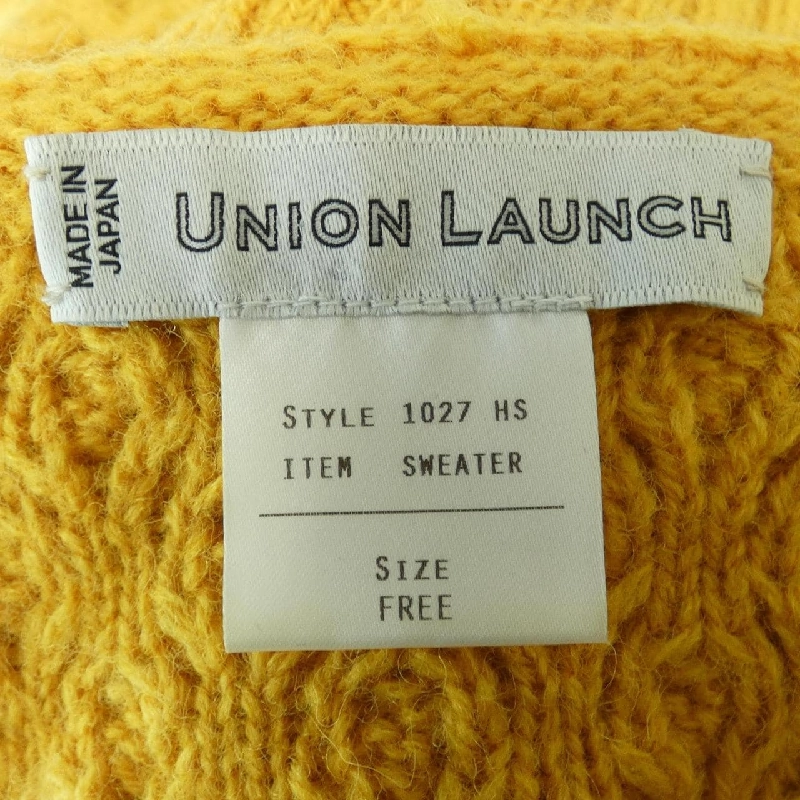 MADE IN
JAPAN
UNION LAUNCH
STYLE 1027 HS
ITEM SWEATER
SIZE
FREE